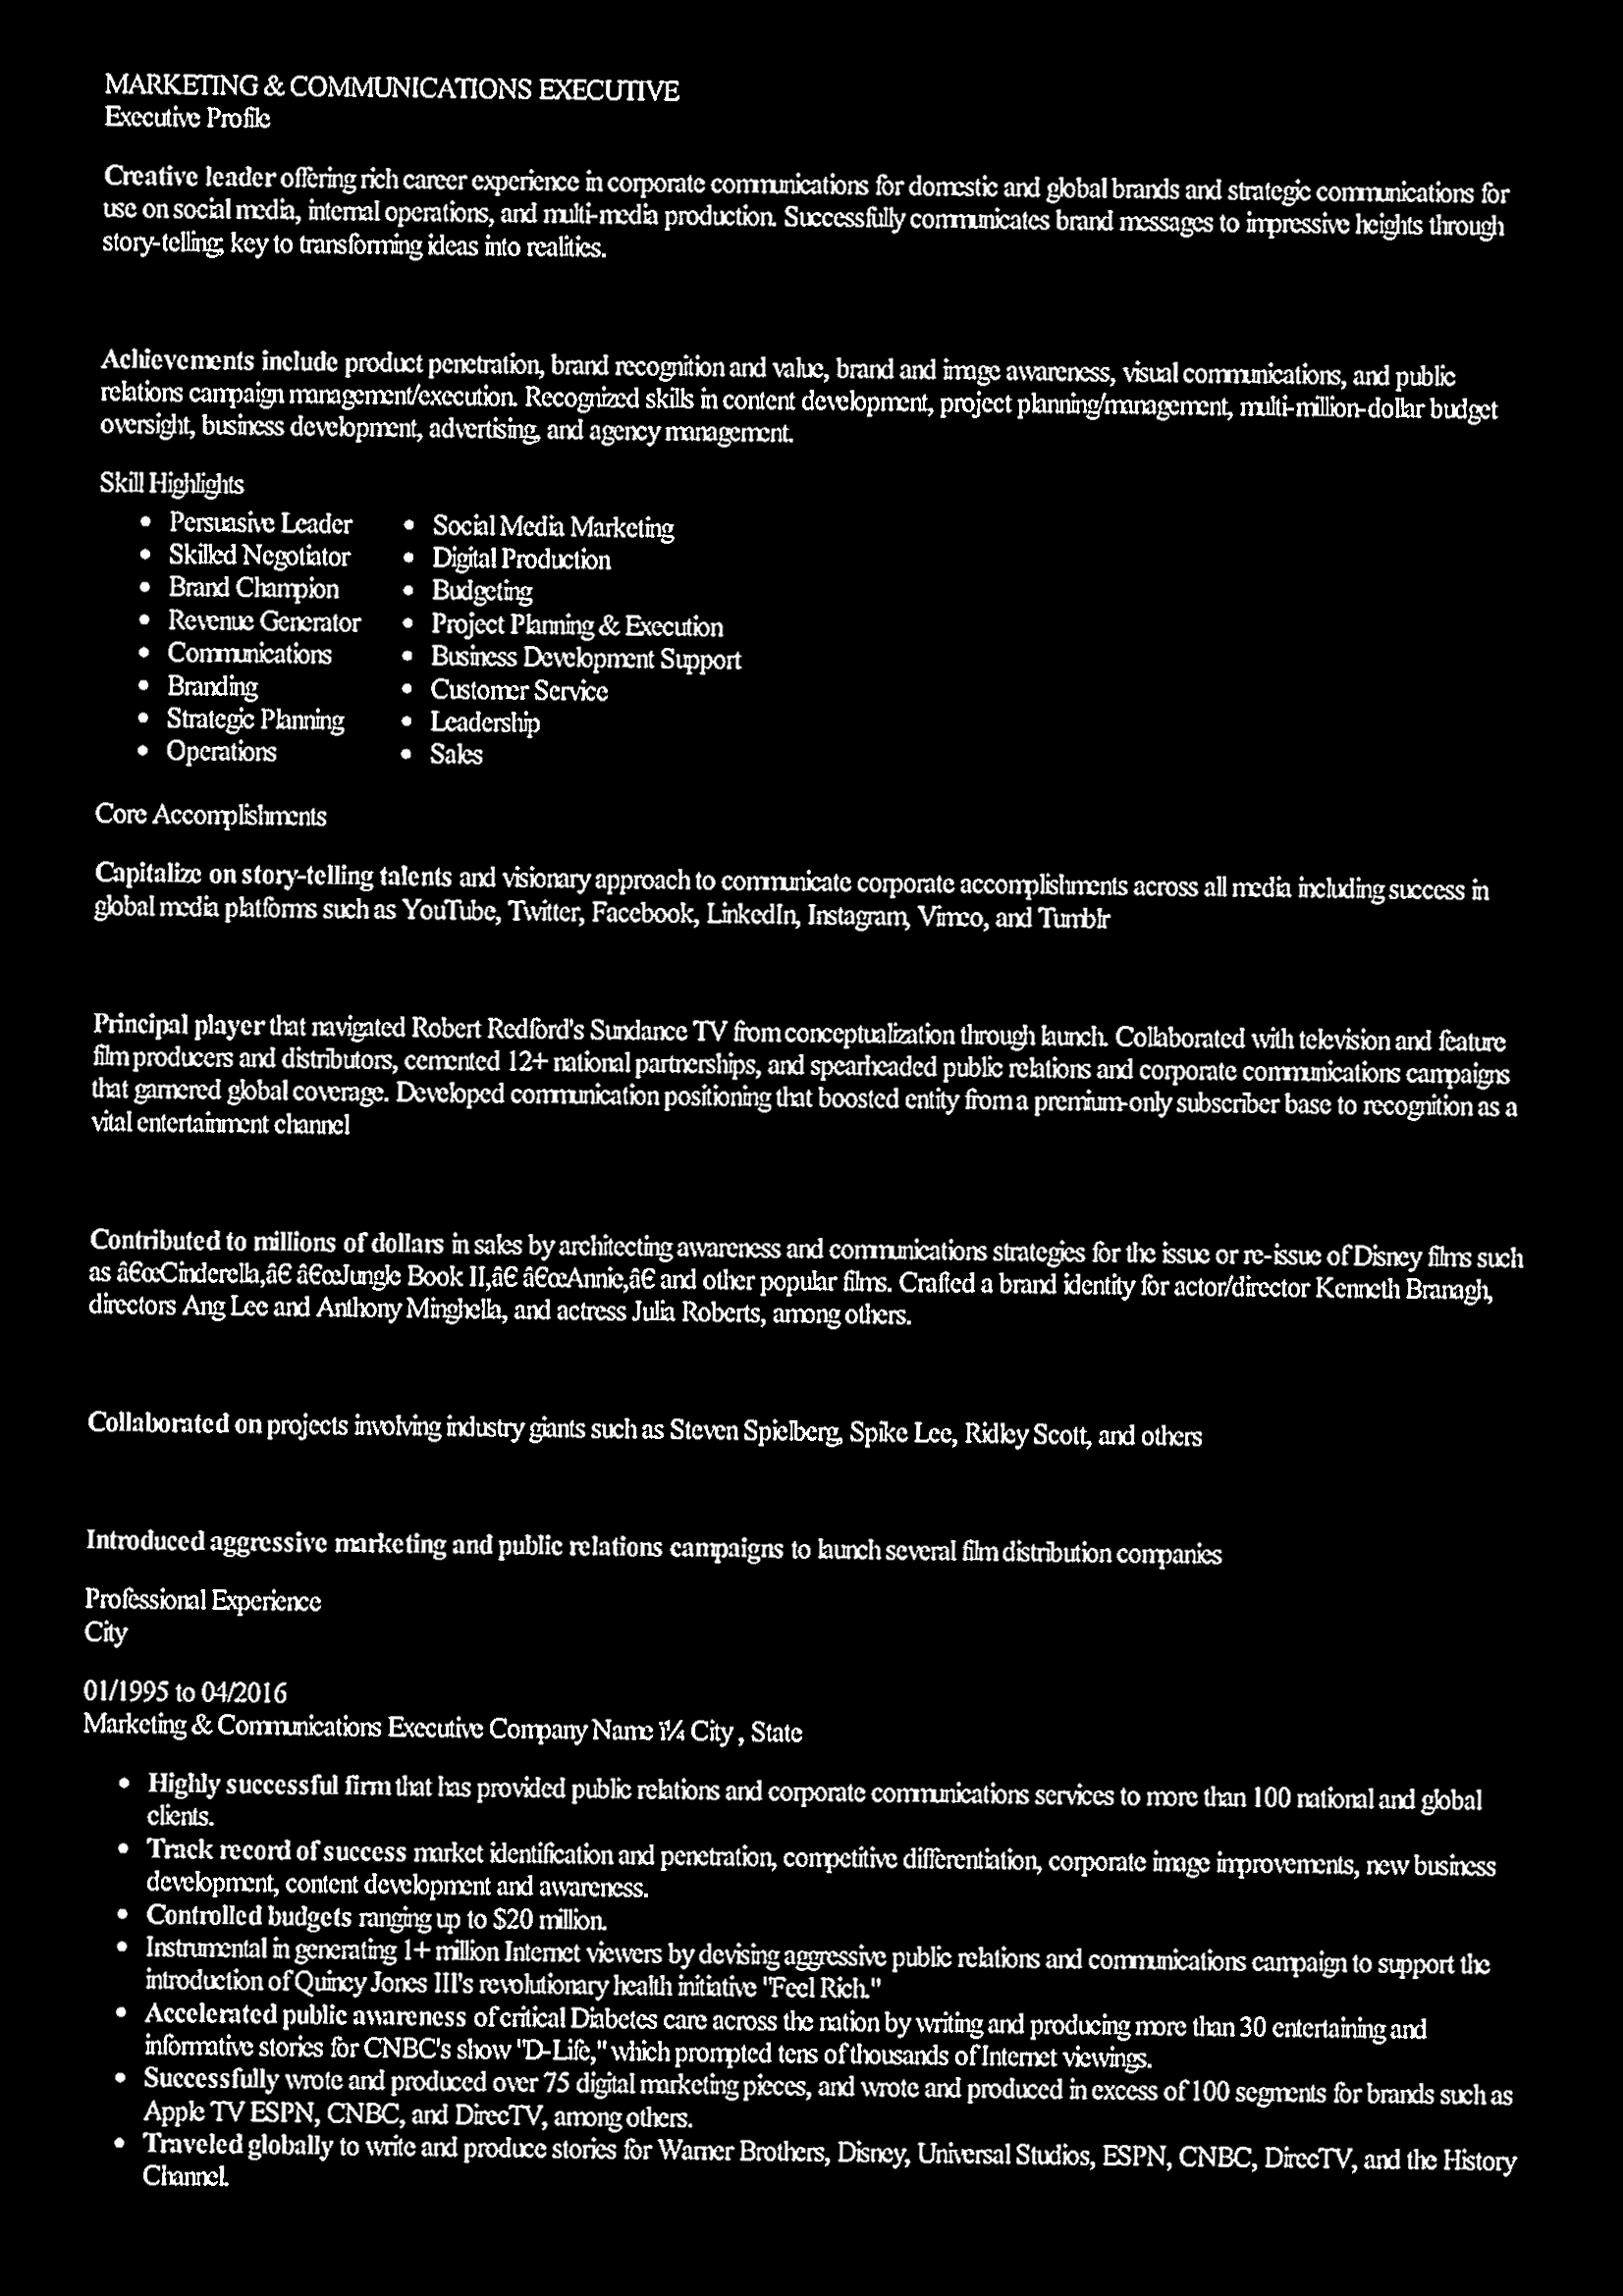 MARKETING & COMMUNICATIONS EXECUTIVE
Executive Profile
Creative leader offering rich career experience in corporate communications for domestic and global brands and strategic communications for
use on social media, internal operations, and multi-media production. Successfully communicates brand messages to impressive heights through
story-telling; key to transforming ideas into realities.
Achievements include product penetration, brand recognition and value, brand and image awareness, visual communications, and public
relations campaign management/execution. Recognized skills in content development, project planning/management, multi-million-dollar budget
oversight, business development, advertising, and agency management.
Skill Highlights
• Persuasive Leader • Social Media Marketing
• Skilled Negotiator • Digital Production
• Brand Champion • Budgeting
• Revenue Generator • Project Planning & Execution
• Communications • Business Development Support
• Branding • Customer Service
• Strategic Planning • Leadership
• Operations • Sales
Core Accomplishments
Capitalize on story-telling talents and visionary approach to communicate corporate accomplishments across all media including success in
global media platforms such as YouTube, Twitter, Facebook, LinkedIn, Instagram, Vimeo, and Tumblr
Principal player that navigated Robert Redford's Sundance TV from conceptualization through launch. Collaborated with television and feature
film producers and distributors, cemented 12+ national partnerships, and spearheaded public relations and corporate communications campaigns
that garnered global coverage. Developed communication positioning that boosted entity from a premium-only subscriber base to recognition as a
vital entertainment channel
Contributed to millions of dollars in sales by architecting awareness and communications strategies for the issue or re-issue of Disney films such
as â€œCinderella,â€ â€œJungle Book II,â€ â€œAnnie,â€ and other popular films. Crafted a brand identity for actor/director Kenneth Branagh,
directors Ang Lee and Anthony Minghella, and actress Julia Roberts, among others.
Collaborated on projects involving industry giants such as Steven Spielberg, Spike Lee, Ridley Scott, and others
Introduced aggressive marketing and public relations campaigns to launch several film distribution companies
Professional Experience
City
01/1995 to 04/2016
Marketing & Communications Executive Company Name ï¼ City , State
• Highly successful firm that has provided public relations and corporate communications services to more than 100 national and global
clients.
• Track record of success market identification and penetration, competitive differentiation, corporate image improvements, new business
development, content development and awareness.
• Controlled budgets ranging up to $20 million.
• Instrumental in generating 1+ million Internet viewers by devising aggressive public relations and communications campaign to support the
introduction of Quincy Jones III's revolutionary health initiative "Feel Rich."
• Accelerated public awareness of critical Diabetes care across the nation by writing and producing more than 30 entertaining and
informative stories for CNBC's show "D-Life," which prompted tens of thousands of Internet viewings.
• Successfully wrote and produced over 75 digital marketing pieces, and wrote and produced in excess of 100 segments for brands such as
Apple TV ESPN, CNBC, and DirecTV, among others.
• Traveled globally to write and produce stories for Warner Brothers, Disney, Universal Studios, ESPN, CNBC, DirecTV, and the History
Channel.